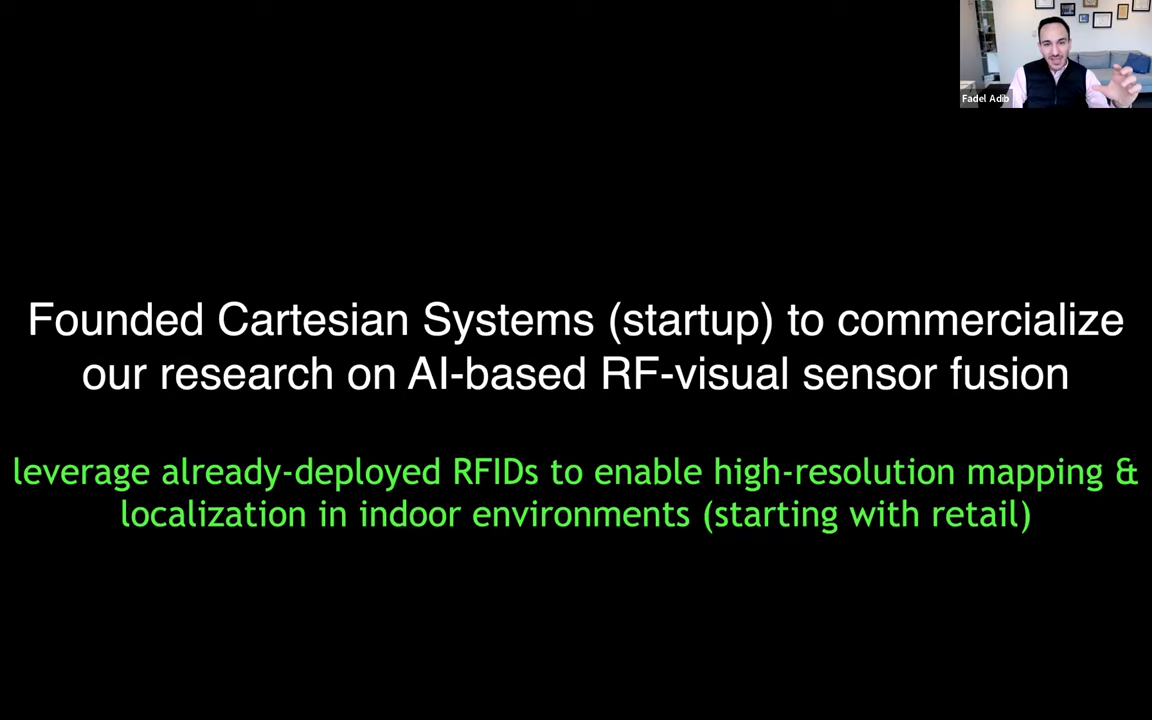 Fadel Adib
Founded Cartesian Systems (startup) to commercialize
our research on AI-based RF-visual sensor fusion
leverage already-deployed RFIDs to enable high-resolution mapping &
localization in indoor environments (starting with retail)